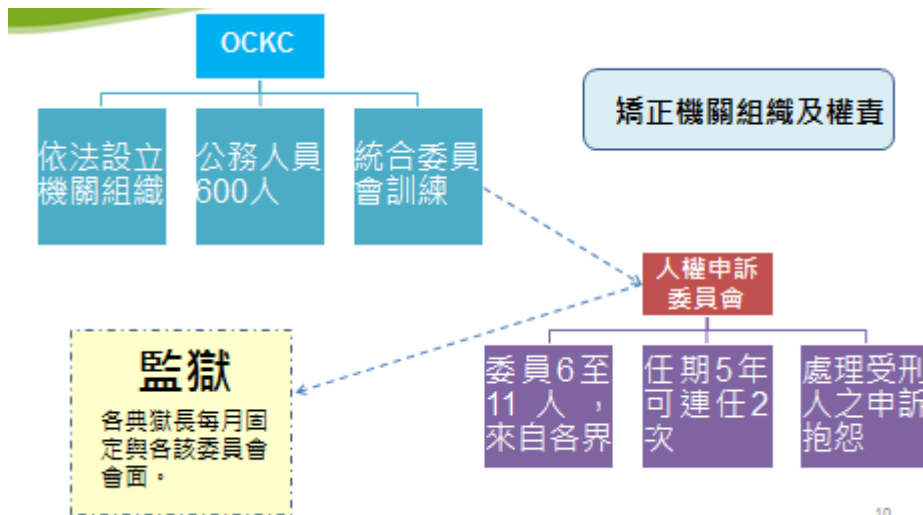 OCKC
矯正機關組織及權責
依法設立
機關組織
公務人員
600人
統合委員
會訓練
人權申訴
委員會
監獄
各典獄長每月固
定與各該委員會
會面。
委員6至
11人，
來自各界
任期5年
可連任2
次
處理受刑
人之申訴
抱怨
19